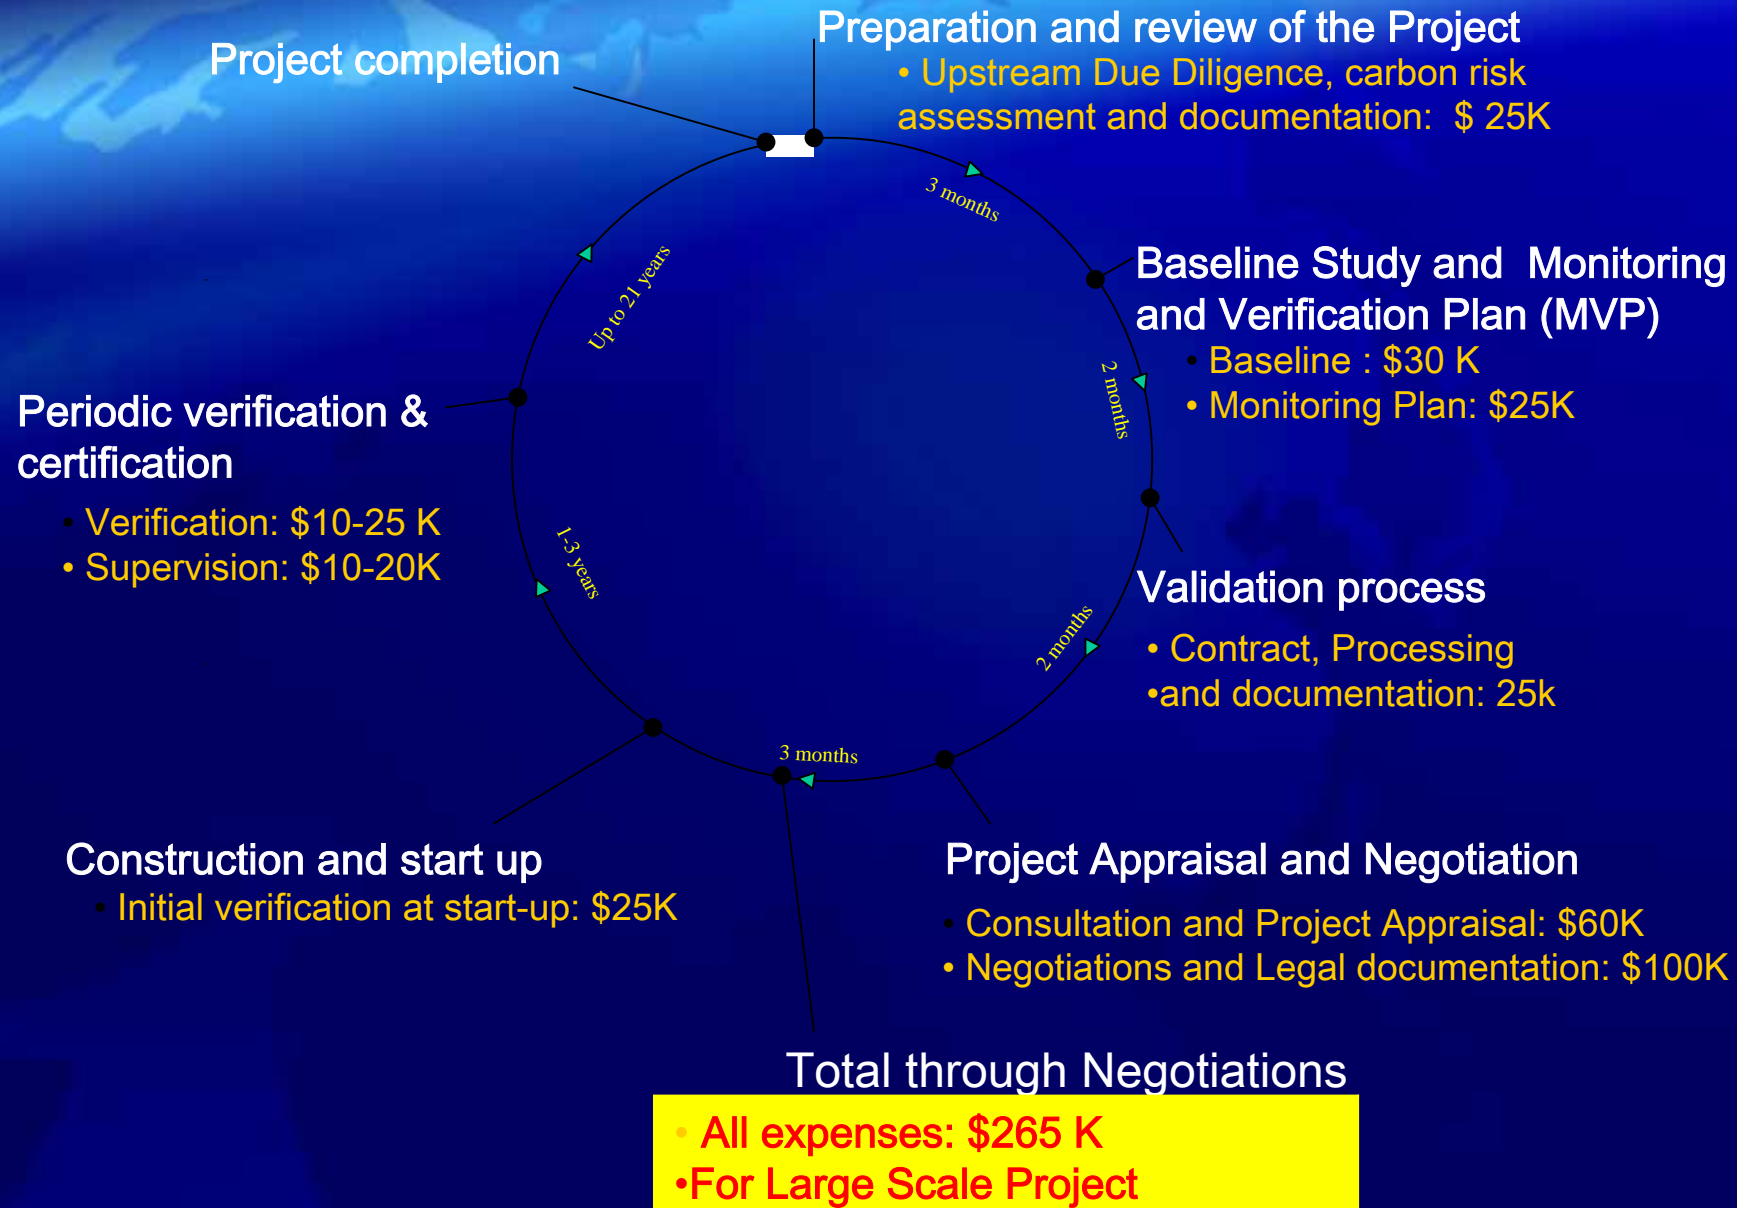 Preparation and review of the Project
• Upstream Due Diligence, carbon risk
assessment and documentation:  $ 25K
3 months
Baseline Study and  Monitoring
and Verification Plan (MVP)
• Baseline : $30 K
• Monitoring Plan: $25K
2 months
Validation process
• Contract, Processing
•and documentation: 25k
2 months
Project Appraisal and Negotiation
• Consultation and Project Appraisal: $60K
• Negotiations and Legal documentation: $100K
3 months
Total through Negotiations
• All expenses: $265 K
•For Large Scale Project
Construction and start up
• Initial verification at start-up: $25K
1-3 years
Periodic verification &
certification
• Verification: $10-25 K
• Supervision: $10-20K
Up to 21 years
Project completion